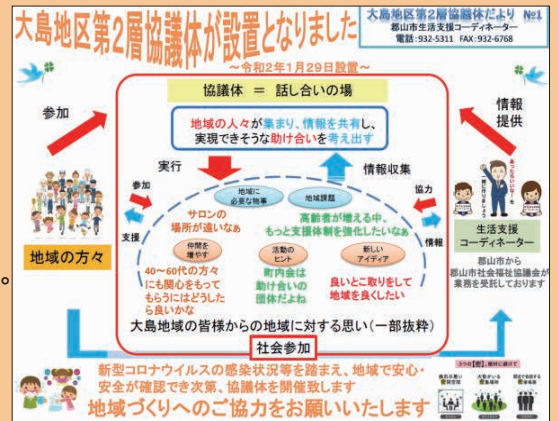 大島地区第2層協議体が設置となりました
大島地区第2層協議体だより №1
郡山市生活支援コーディネーター
電話:932-5311 FAX:932-6768
~令和2年1月29日設置~
協議体 = 話し合いの場
地域の人々が集まり、情報を共有し、
実現できそうな助け合いを考え出す
参加
情報
提供
実行
情報収集
参加
支援
協力
情報
地域に
必要な物事
地域課題
サロンの
場所が遠いなぁ
高齢者が増える中、
もっと支援体制を強化したいなぁ
仲間を
増やす
活動の
ヒント
新しい
アイディア
40~60代の方々
にも関心をもって
もらうにはどうした
ら良いかな
町内会は
助け合いの
団体だよね
良いとこ取りをして
地域を良くしたい
地域の方々
生活支援
コーディネーター
郡山市から
郡山市社会福祉協議会が
業務を受託しております
大島地域の皆様からの地域に対する思い(一部抜粋)
社会参加
新型コロナウイルスの感染状況等を踏まえ、地域で安心・
安全が確認でき次第、協議体を開催致します
地域づくりへのご協力をお願いいたします
。